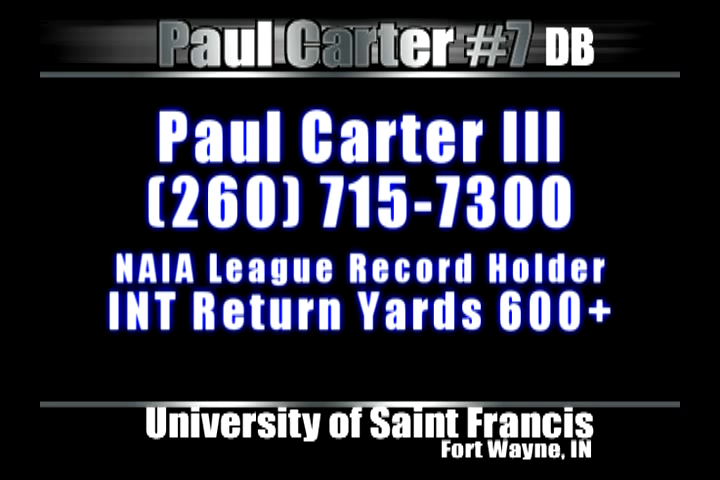 Paul Carter #7 DB
Paul Carter III
(260) 715-7300
NAIA League Record Holder
INT Return Yards 600+
University of Saint Francis
Fort Wayne, IN